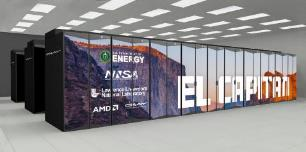 ENERGY
NNSA
Lawrence Livermore
National Laboratory
AMD
EL CAPITAN